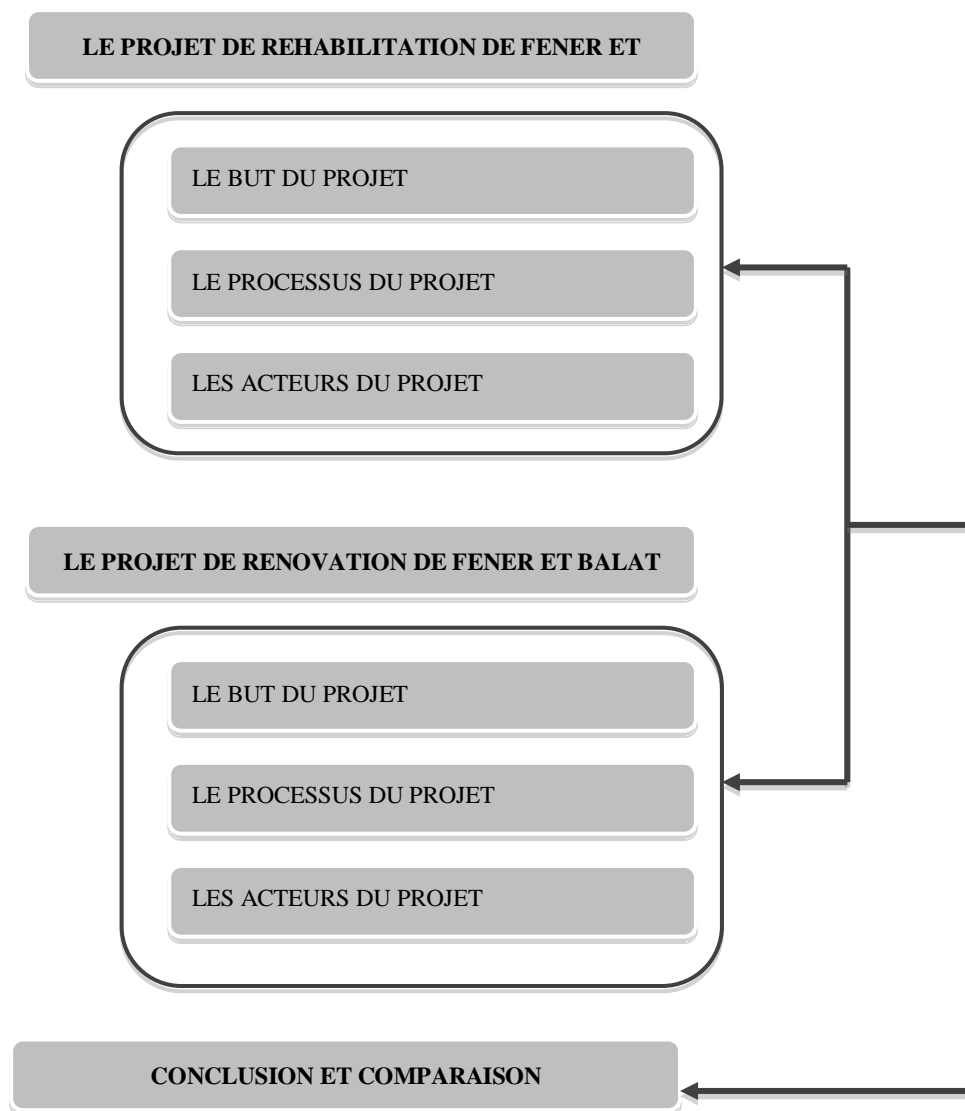 LE PROJET DE REHABILITATION DE FENER ET
LE BUT DU PROJET
LE PROCESSUS DU PROJET
LES ACTEURS DU PROJET
LE PROJET DE RENOVATION DE FENER ET BALAT
LE BUT DU PROJET
LE PROCESSUS DU PROJET
LES ACTEURS DU PROJET
CONCLUSION ET COMPARAISON